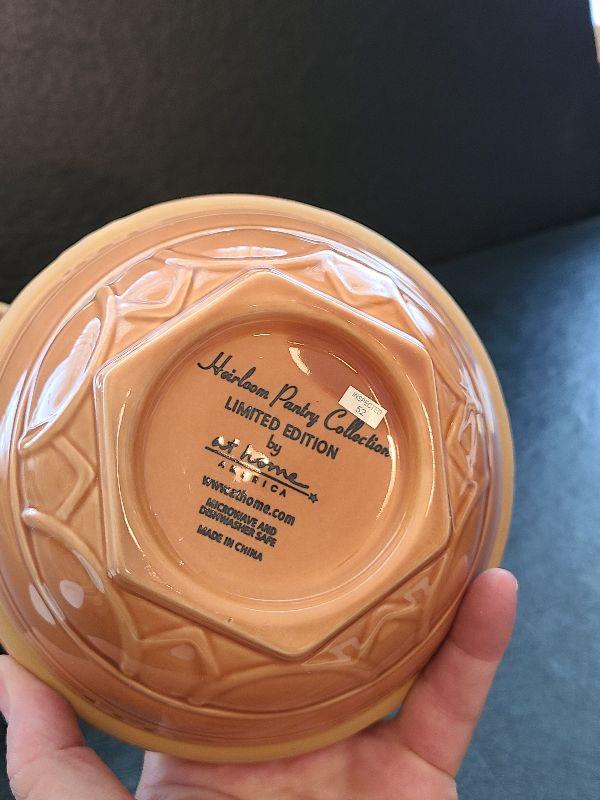 Heirloom Pantry Collection
INSPECTED
52
LIMITED EDITION
by
at home
AMERICA
www.athome.com
MICROWAVE AND
DISHWASHER SAFE
MADE IN CHINA